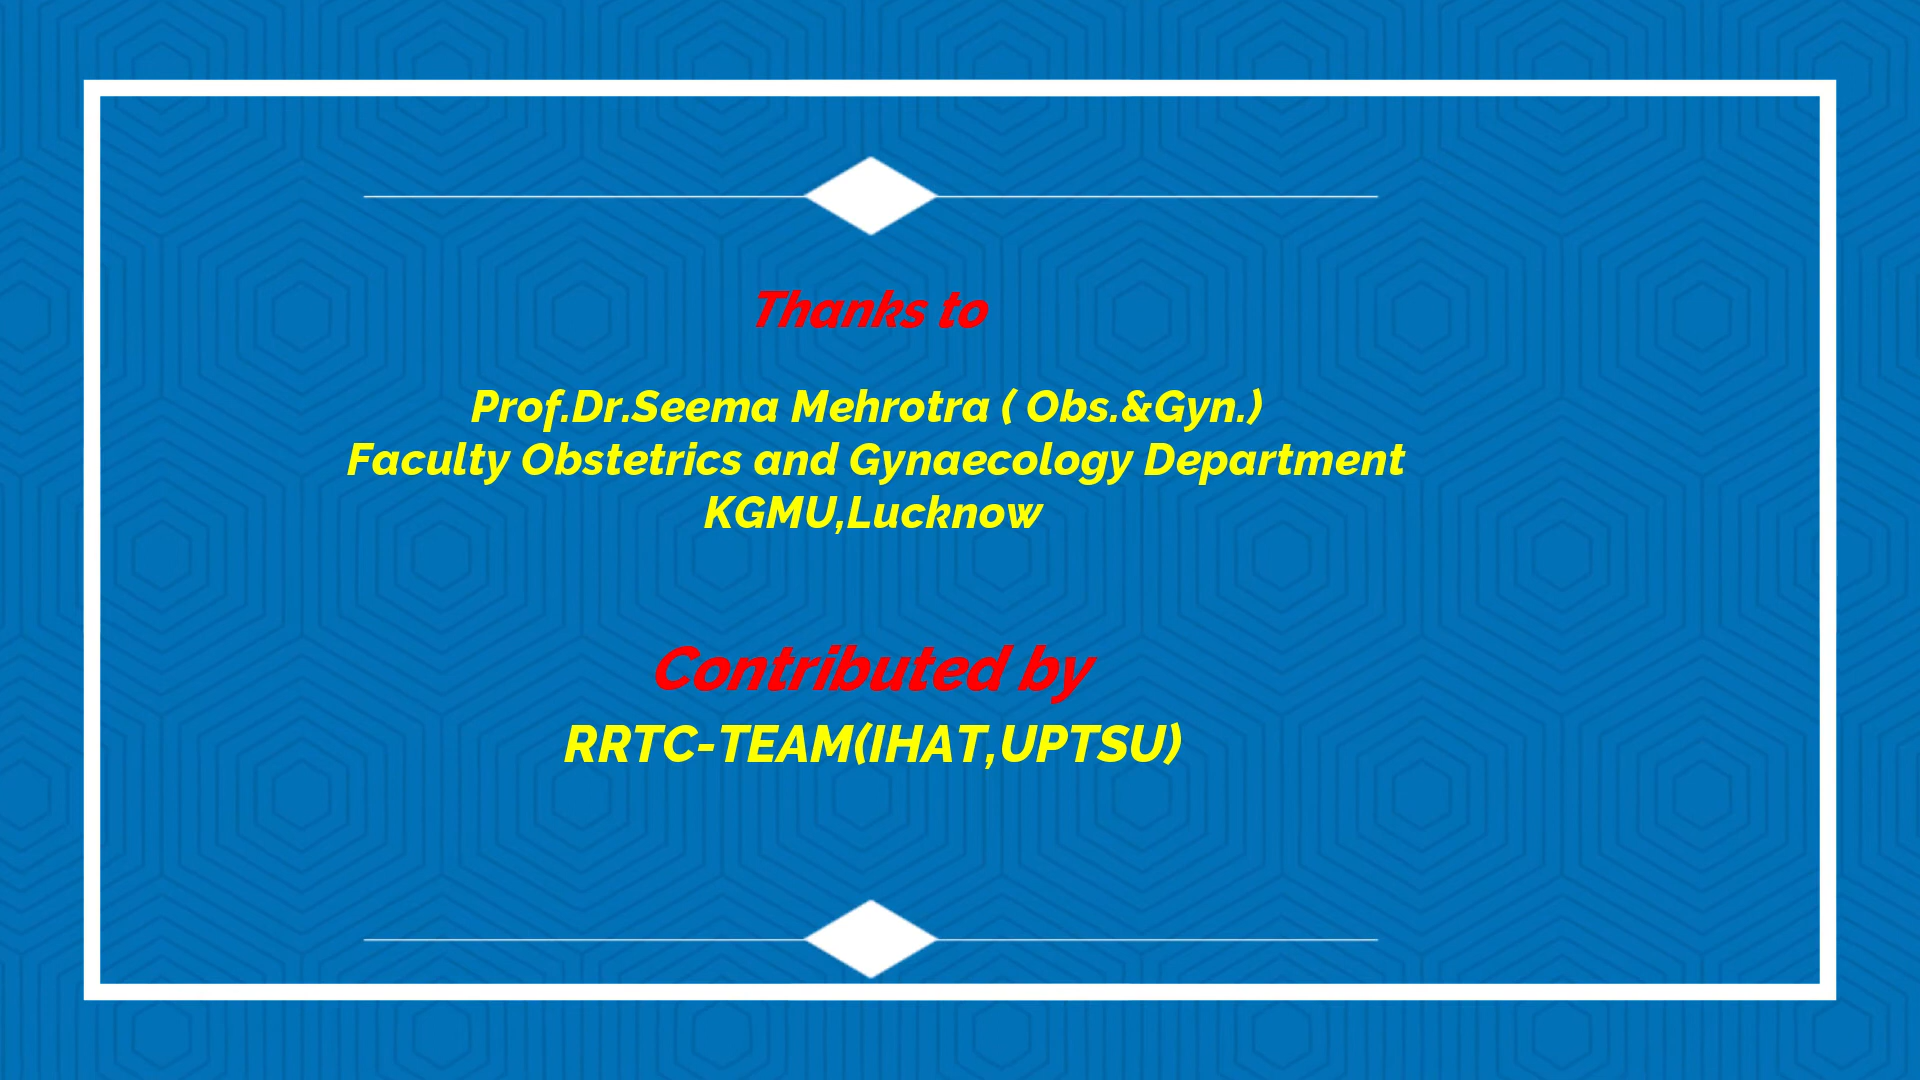 Thanks to
Prof.Dr.Seema Mehrotra ( Obs.&Gyn.)
Faculty Obstetrics and Gynaecology Department
KGMU,Lucknow
Contributed by
RRTC-TEAM(IHAT,UPTSU)